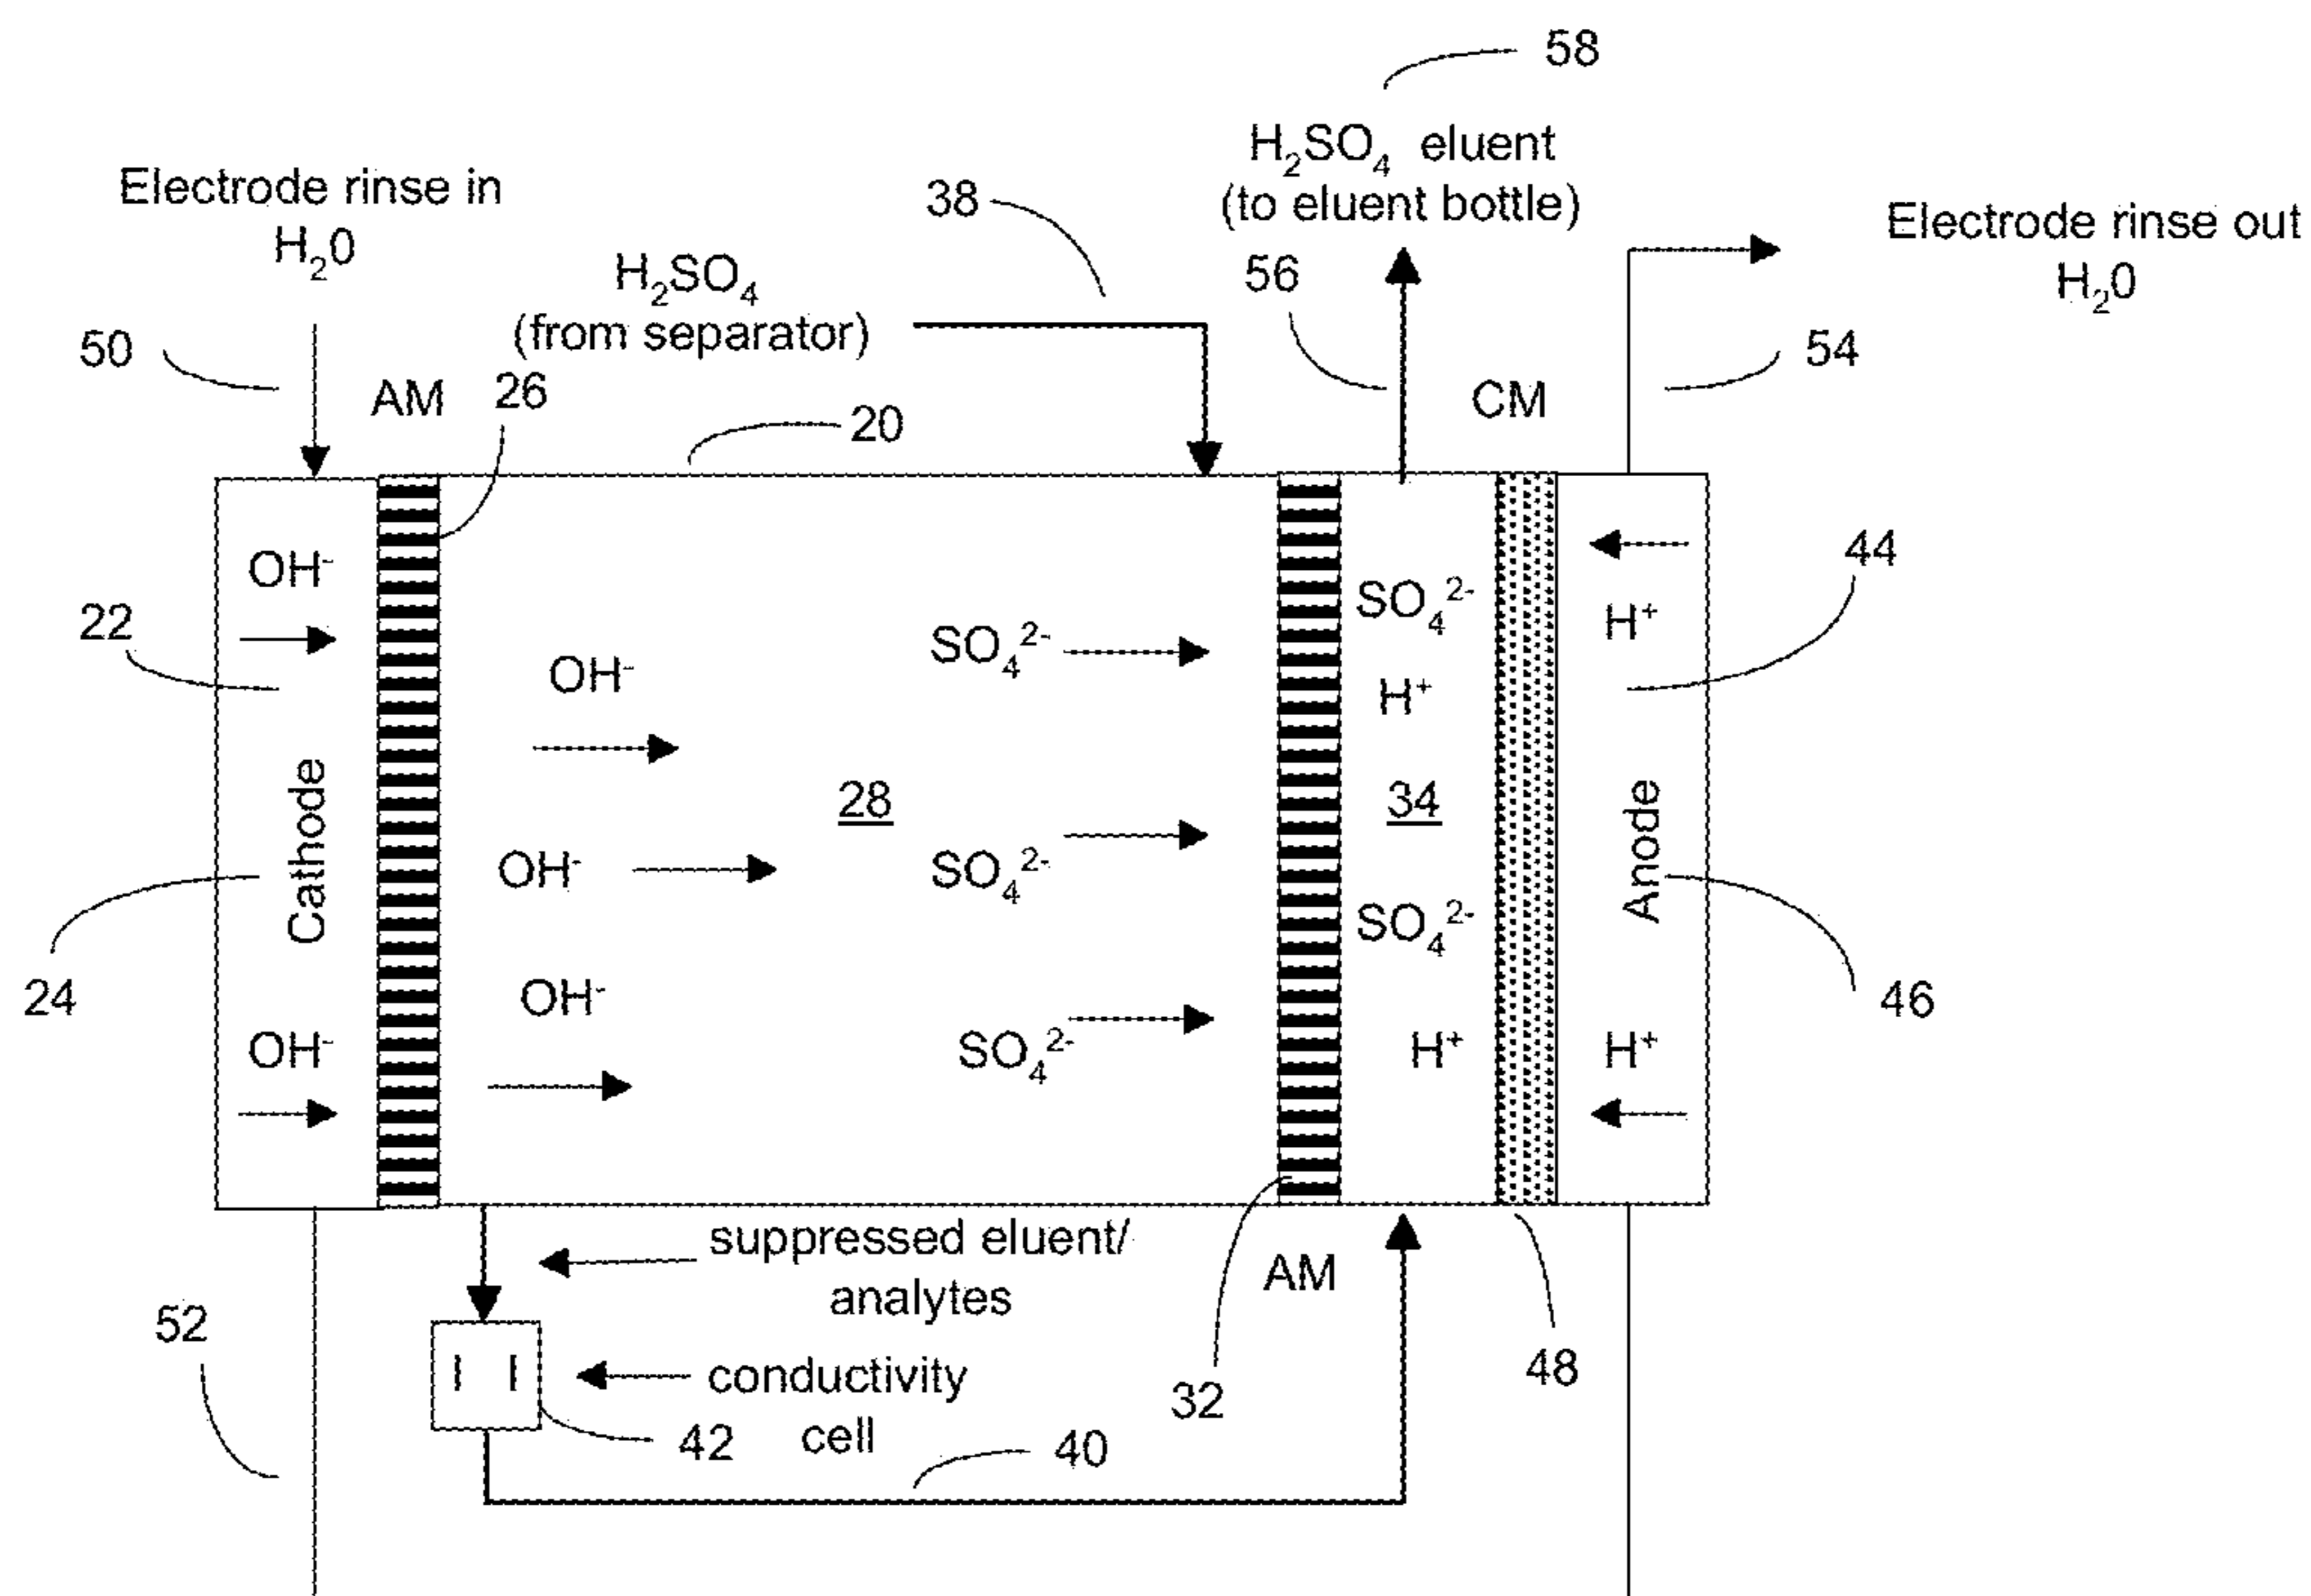 58
H₂SO₄ eluent
(to eluent bottle)
Electrode rinse in
H₂0
38
Electrode rinse out
H₂0
H₂SO₄
(from separator)
56
50
54
AM
26
20
CM
OH⁻
44
22
SO₄²⁻
H⁺
SO₄²⁻
OH⁻
H⁺
Cathode
28
34
Anode
OH⁻
SO₄²⁻
SO₄²⁻
24
OH⁻
46
OH⁻
SO₄²⁻
H⁺
H⁺
suppressed eluent/
analytes
AM
52
conductivity
cell
48
32
42
40